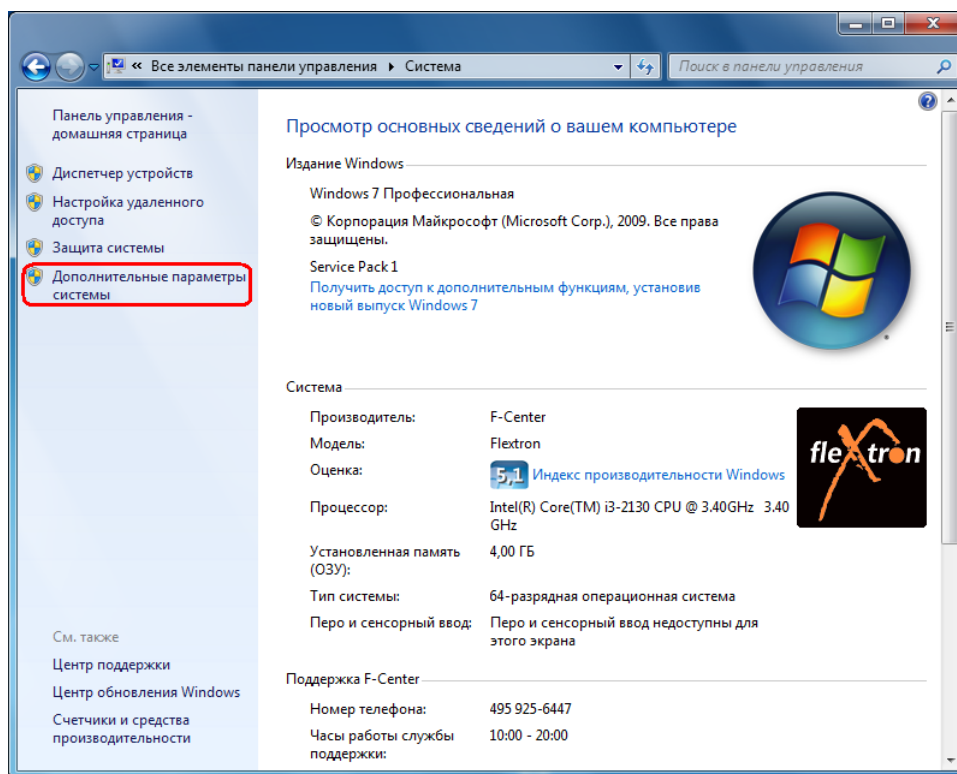 « Все элементы панели управления ▸ Система
Поиск в панели управления
Панель управления -
домашняя страница
Диспетчер устройств
Настройка удаленного
доступа
Защита системы
Дополнительные параметры
системы
См. также
Центр поддержки
Центр обновления Windows
Счетчики и средства
производительности
Просмотр основных сведений о вашем компьютере
Издание Windows
Windows 7 Профессиональная
© Корпорация Майкрософт (Microsoft Corp.), 2009. Все права
защищены.
Service Pack 1
Получить доступ к дополнительным функциям, установив
новый выпуск Windows 7
Система
Производитель: F-Center
Модель: Flextron
Оценка: 5,1 Индекс производительности Windows
Процессор: Intel(R) Core(TM) i3-2130 CPU @ 3.40GHz 3.40
GHz
Установленная память 4,00 ГБ
(ОЗУ):
Тип системы: 64-разрядная операционная система
Перо и сенсорный ввод: Перо и сенсорный ввод недоступны для
этого экрана
flextron
Поддержка F-Center
Номер телефона: 495 925-6447
Часы работы службы 10:00 - 20:00
поддержки: